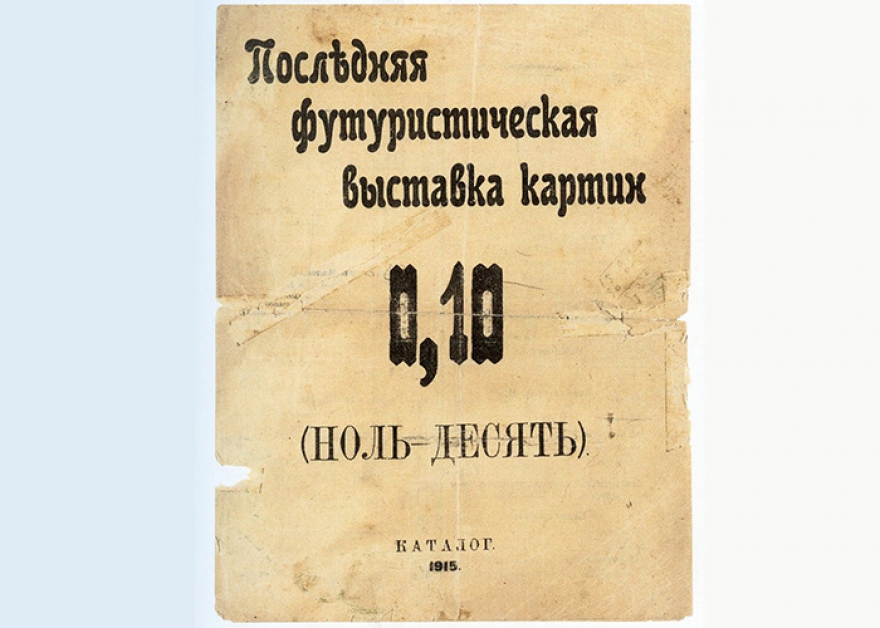 Послѣдняя
футуристическая
выставка картин
0,10
(НОЛЬ-ДЕСЯТЬ).
КАТАЛОГ.
1915.